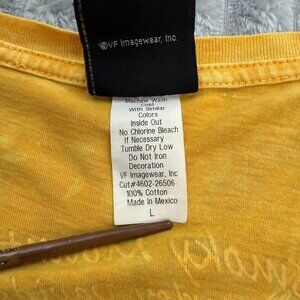 VF Imagewear, Inc.
Machine Wash
Cold
With Similar
Colors
Inside Out
No Chlorine Bleach
if Necessary
Tumble Dry Low
Do Not Iron
Decoration
VF Imagewear, Inc
Cut#4602-26506
100% Cotton
Made in Mexico
L
Smoky